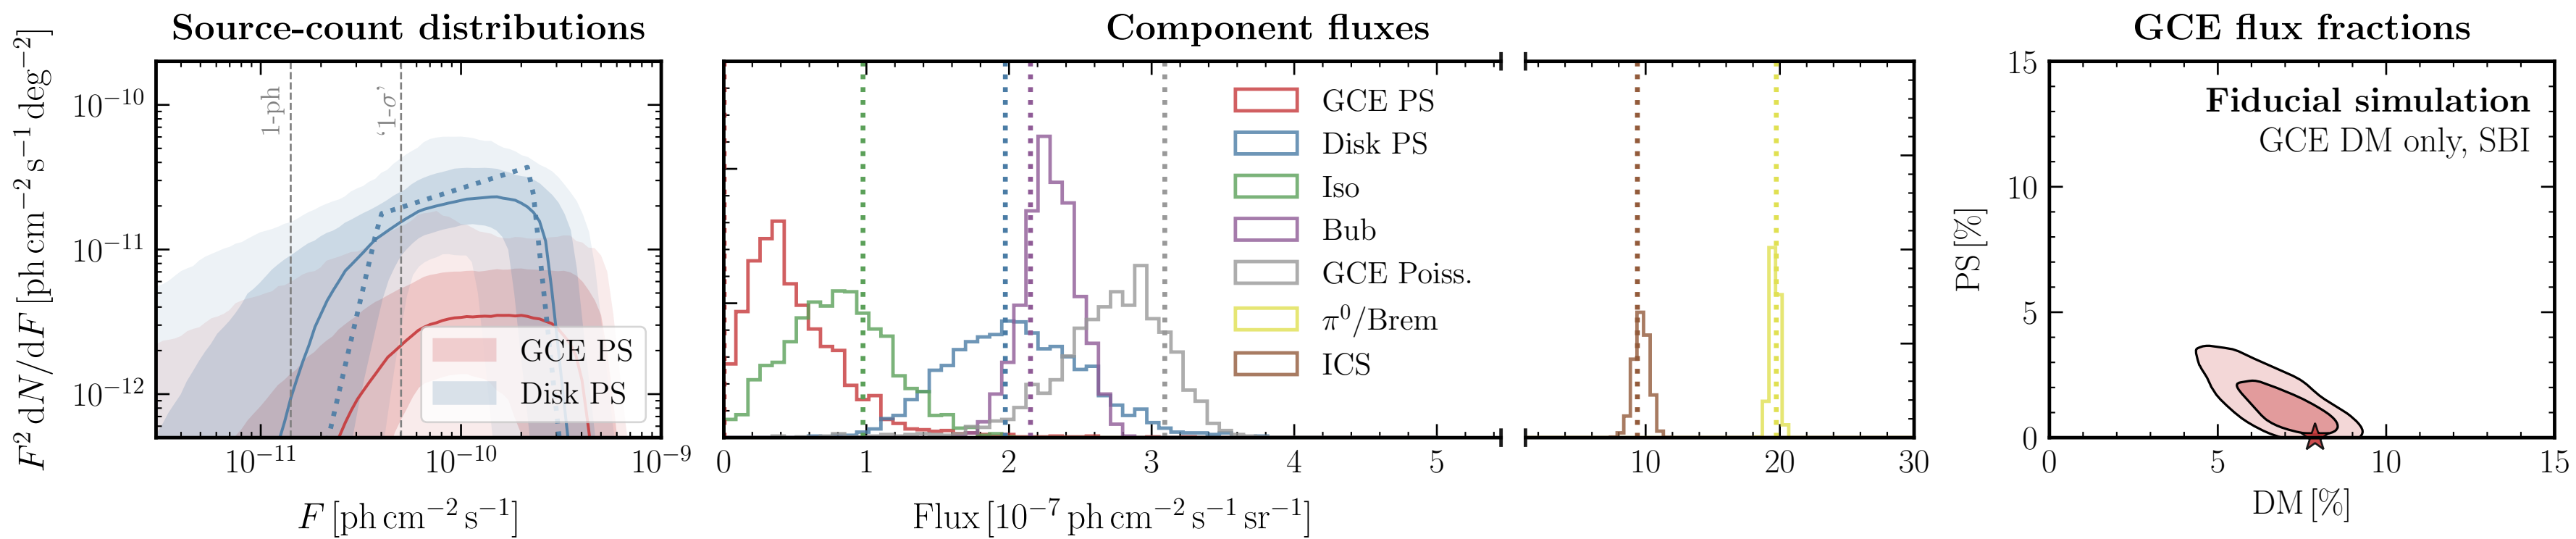 Source-count distributions
F² dN/dF [ph cm⁻² s⁻¹ deg⁻²]
10⁻¹⁰
10⁻¹¹
10⁻¹²
1-ph
‘1-σ’
GCE PS
Disk PS
10⁻¹¹ 10⁻¹⁰ 10⁻⁹
F [ph cm⁻² s⁻¹]
Component fluxes
GCE PS
Disk PS
Iso
Bub
GCE Poiss.
π⁰/Brem
ICS
0 1 2 3 4 5 10 20 30
Flux [10⁻⁷ ph cm⁻² s⁻¹ sr⁻¹]
GCE flux fractions
Fiducial simulation
GCE DM only, SBI
PS [%]
15
10
5
0
0 5 10 15
DM [%]